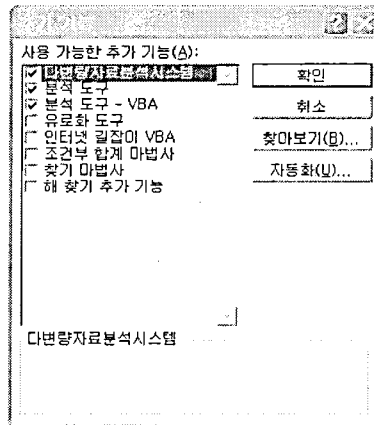 사용 가능한 추가 기능(A):
다변량자료분석시스템
분석 도구
분석 도구 - VBA
유로화 도구
인터넷 길잡이 VBA
조건부 합계 마법사
찾기 마법사
해 찾기 추가 기능
확인
취소
찾아보기(B)...
자동화(U)...
다변량자료분석시스템